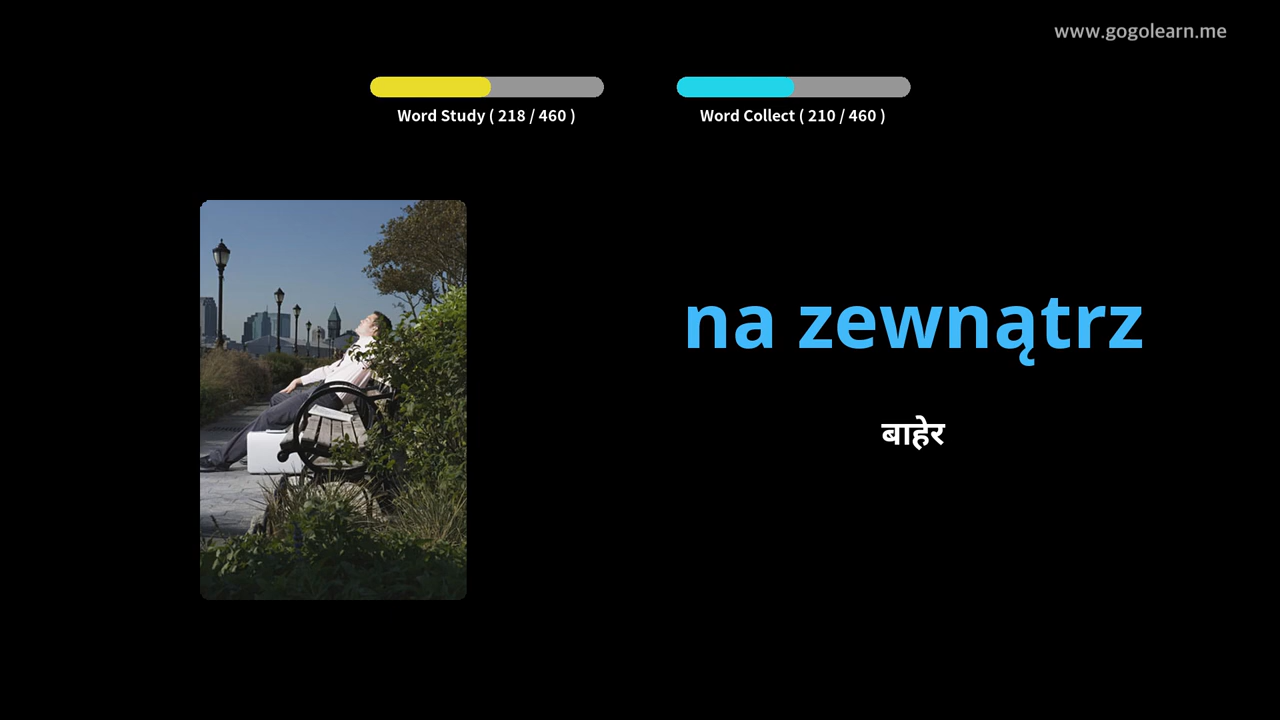 www.gogolearn.me
Word Study ( 218 / 460 )
Word Collect ( 210 / 460 )
na zewnątrz
बाहेर